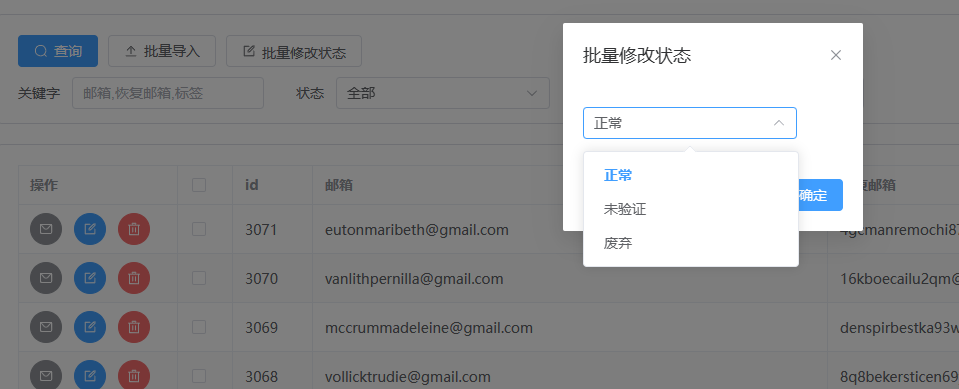 查询 批量导入 批量修改状态
批量修改状态
关键字 邮箱,恢复邮箱,标签 状态 全部
正常
正常
未验证
废弃
确定
操作 id 邮箱 邮箱
3071 eutonmaribeth@gmail.com
3070 vanlithpernilla@gmail.com 16kboecailu2qm@
3069 mccrummadeleine@gmail.com denspirbestka93w
3068 vollicktrudie@gmail.com 8q8bekersticen69